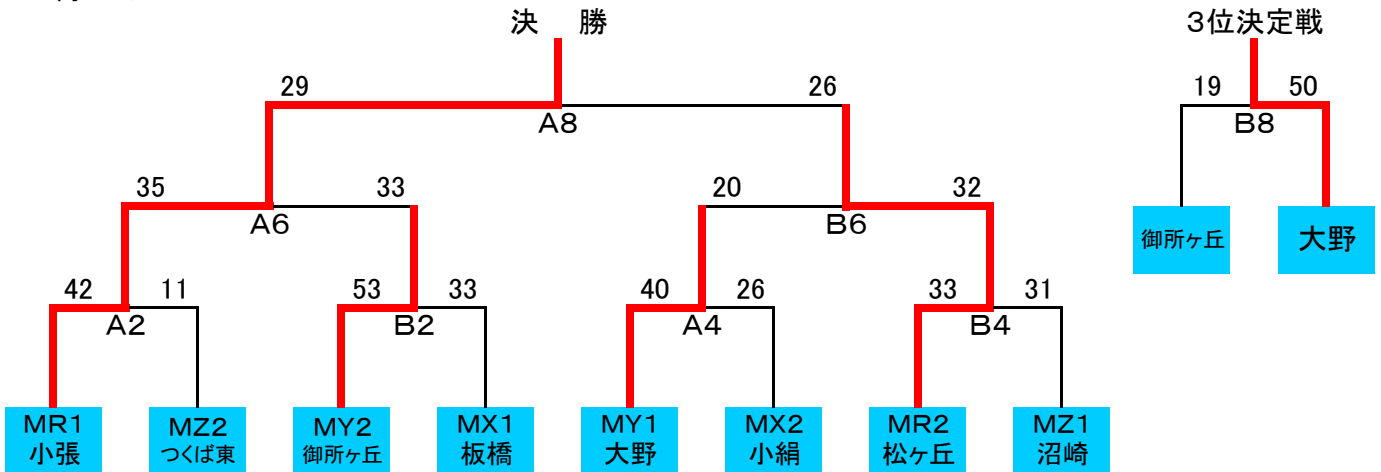 決 勝
3位決定戦
29
26
19
50
A8
B8
35
33
20
32
A6
B6
御所ヶ丘
大野
42
11
53
33
40
26
33
31
A2
B2
A4
B4
MR1
小張
MZ2
つくば東
MY2
御所ヶ丘
MX1
板橋
MY1
大野
MX2
小絹
MR2
松ヶ丘
MZ1
沼崎